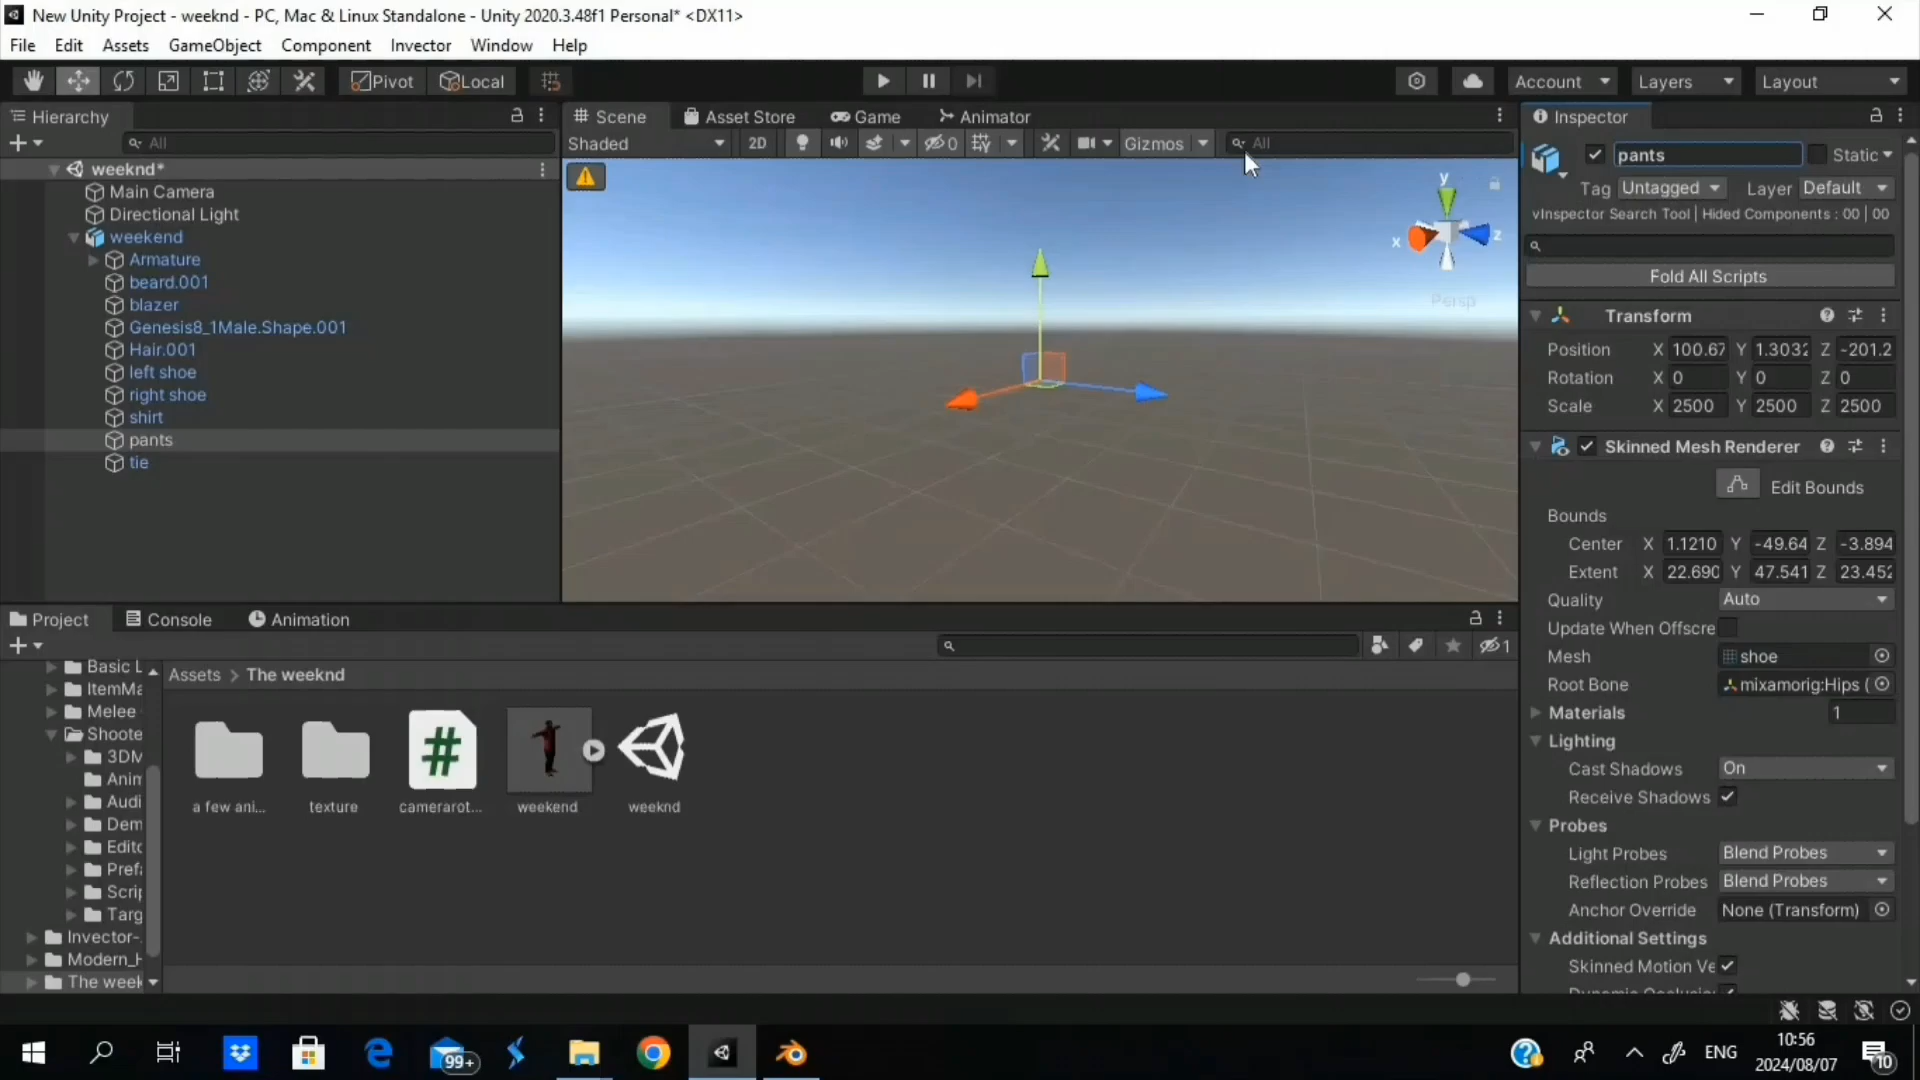 New Unity Project - weeknd - PC, Mac & Linux Standalone - Unity 2020.3.48f1 Personal* <DX11>
File Edit Assets GameObject Component Invector Window Help
Pivot Local Account Layers Layout
Hierarchy
All
weeknd*
Main Camera
Directional Light
weekend
Armature
beard.001
blazer
Genesis8_1Male.Shape.001
Hair.001
left shoe
right shoe
shirt
pants
tie
Scene Asset Store Game Animator
Shaded 2D 0 Gizmos All
y
x
z
Persp
Inspector
pants Static
Tag Untagged Layer Default
vInspector Search Tool | Hided Components : 00 | 00
Fold All Scripts
Transform
Position X 100.67 Y 1.3032 Z -201.2
Rotation X 0 Y 0 Z 0
Scale X 2500 Y 2500 Z 2500
Skinned Mesh Renderer
Edit Bounds
Bounds
Center X 1.1210 Y -49.64 Z -3.894
Extent X 22.690 Y 47.541 Z 23.452
Quality Auto
Update When Offscre
Mesh shoe
Root Bone mixamorig:Hips (
Materials 1
Lighting
Cast Shadows On
Receive Shadows
Probes
Light Probes Blend Probes
Reflection Probes Blend Probes
Anchor Override None (Transform)
Additional Settings
Skinned Motion Ve
Project Console Animation
1
Basic L
ItemMa
Melee
Shoote
3DM
Anim
Audi
Dem
Edito
Prefa
Scrip
Targ
Invector-
Modern_H
The week
Assets > The weeknd
a few ani...
texture
camerarot...
weekend
weeknd
99+
ENG
10:56
2024/08/07
10